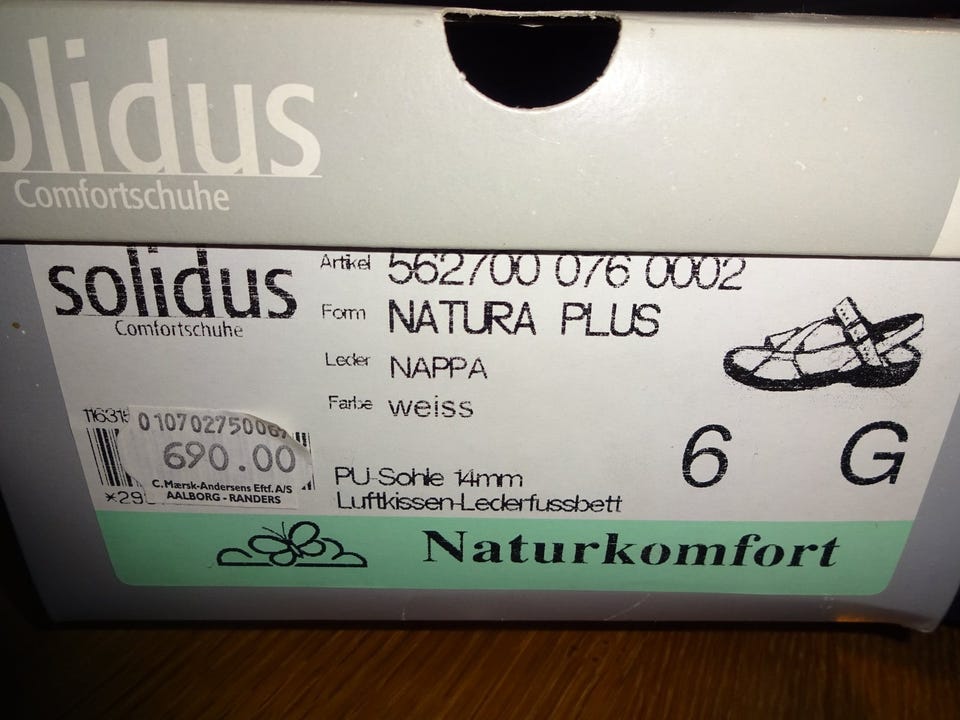 solidus
Comfortschuhe
solidus
Comfortschuhe
Artikel 562700 076 0002
Form NATURA PLUS
Leder NAPPA
Farbe weiss
6 G
PU-Sohle 14mm
Luftkissen-Lederfussbett
690.00
C. Mærsk-Andersens Eftf. A/S
AALBORG - RANDERS
Naturkomfort